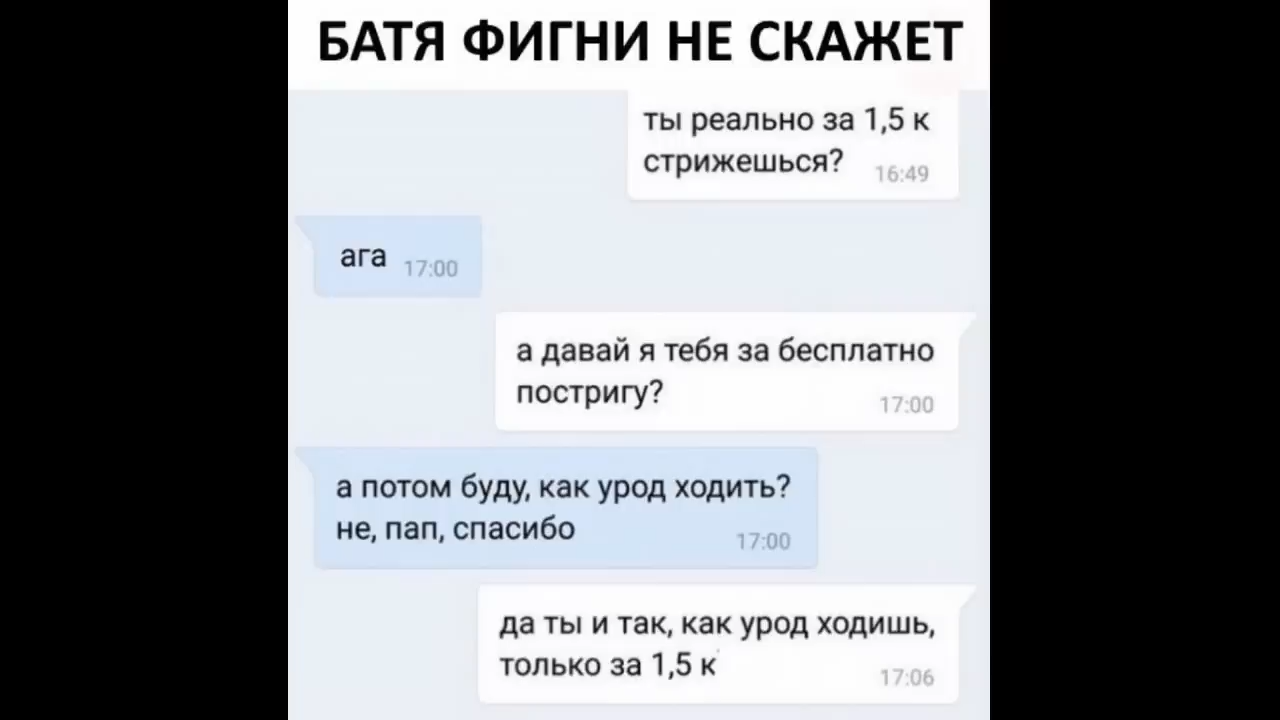 БАТЯ ФИГНИ НЕ СКАЖЕТ
ты реально за 1,5 к
стрижешься? 16:49
ага 17:00
а давай я тебя за бесплатно
постригу? 17:00
а потом буду, как урод ходить?
не, пап, спасибо 17:00
да ты и так, как урод ходишь,
только за 1,5 к 17:06